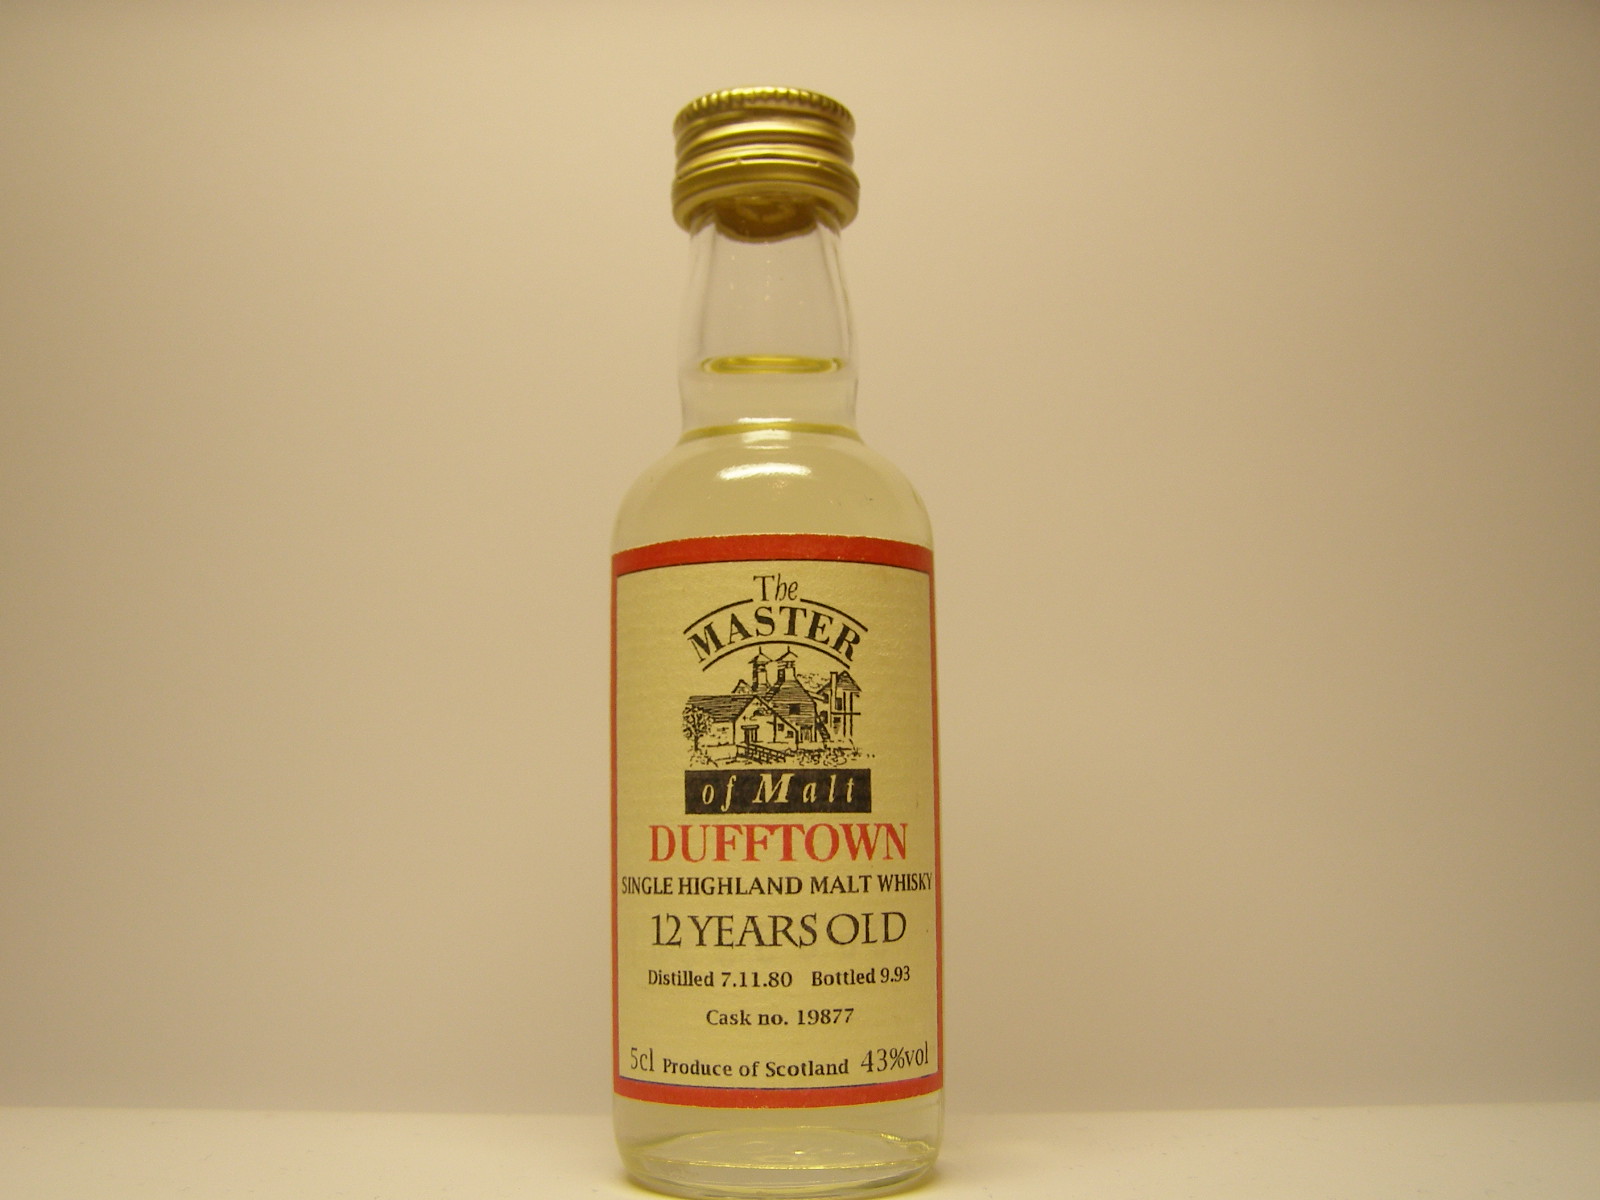 The
MASTER
of Malt
DUFFTOWN
SINGLE HIGHLAND MALT WHISKY
12 YEARS OLD
Distilled 7.11.80 Bottled 9.93
Cask no. 19877
5cl Produce of Scotland 43%vol